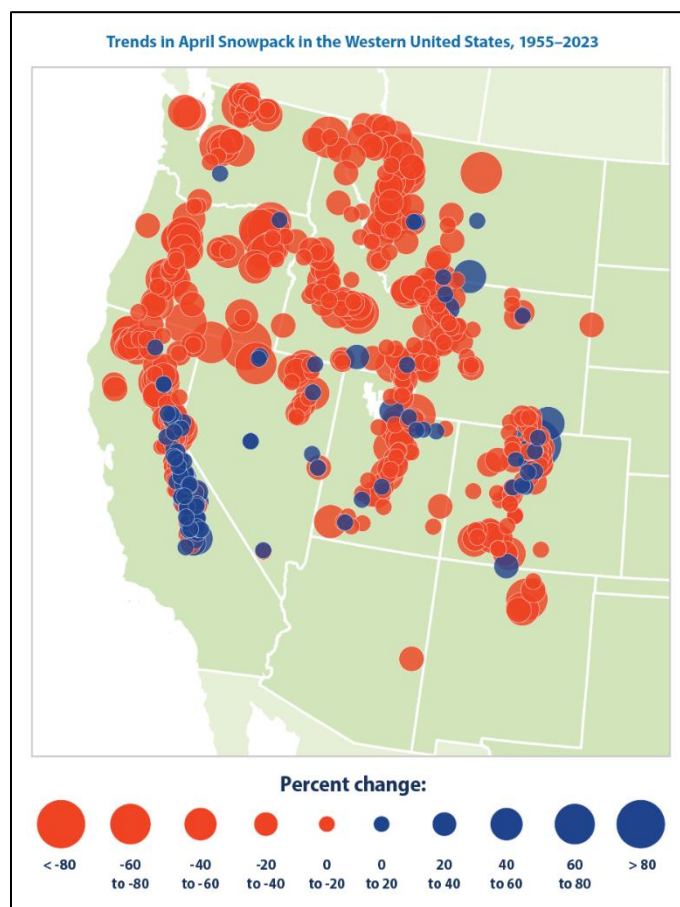 Trends in April Snowpack in the Western United States, 1955–2023
Percent change:
< -80 -60 -40 -20 0 0 20 40 60 > 80
to -80 to -60 to -40 to -20 to 20 to 40 to 60 to 80